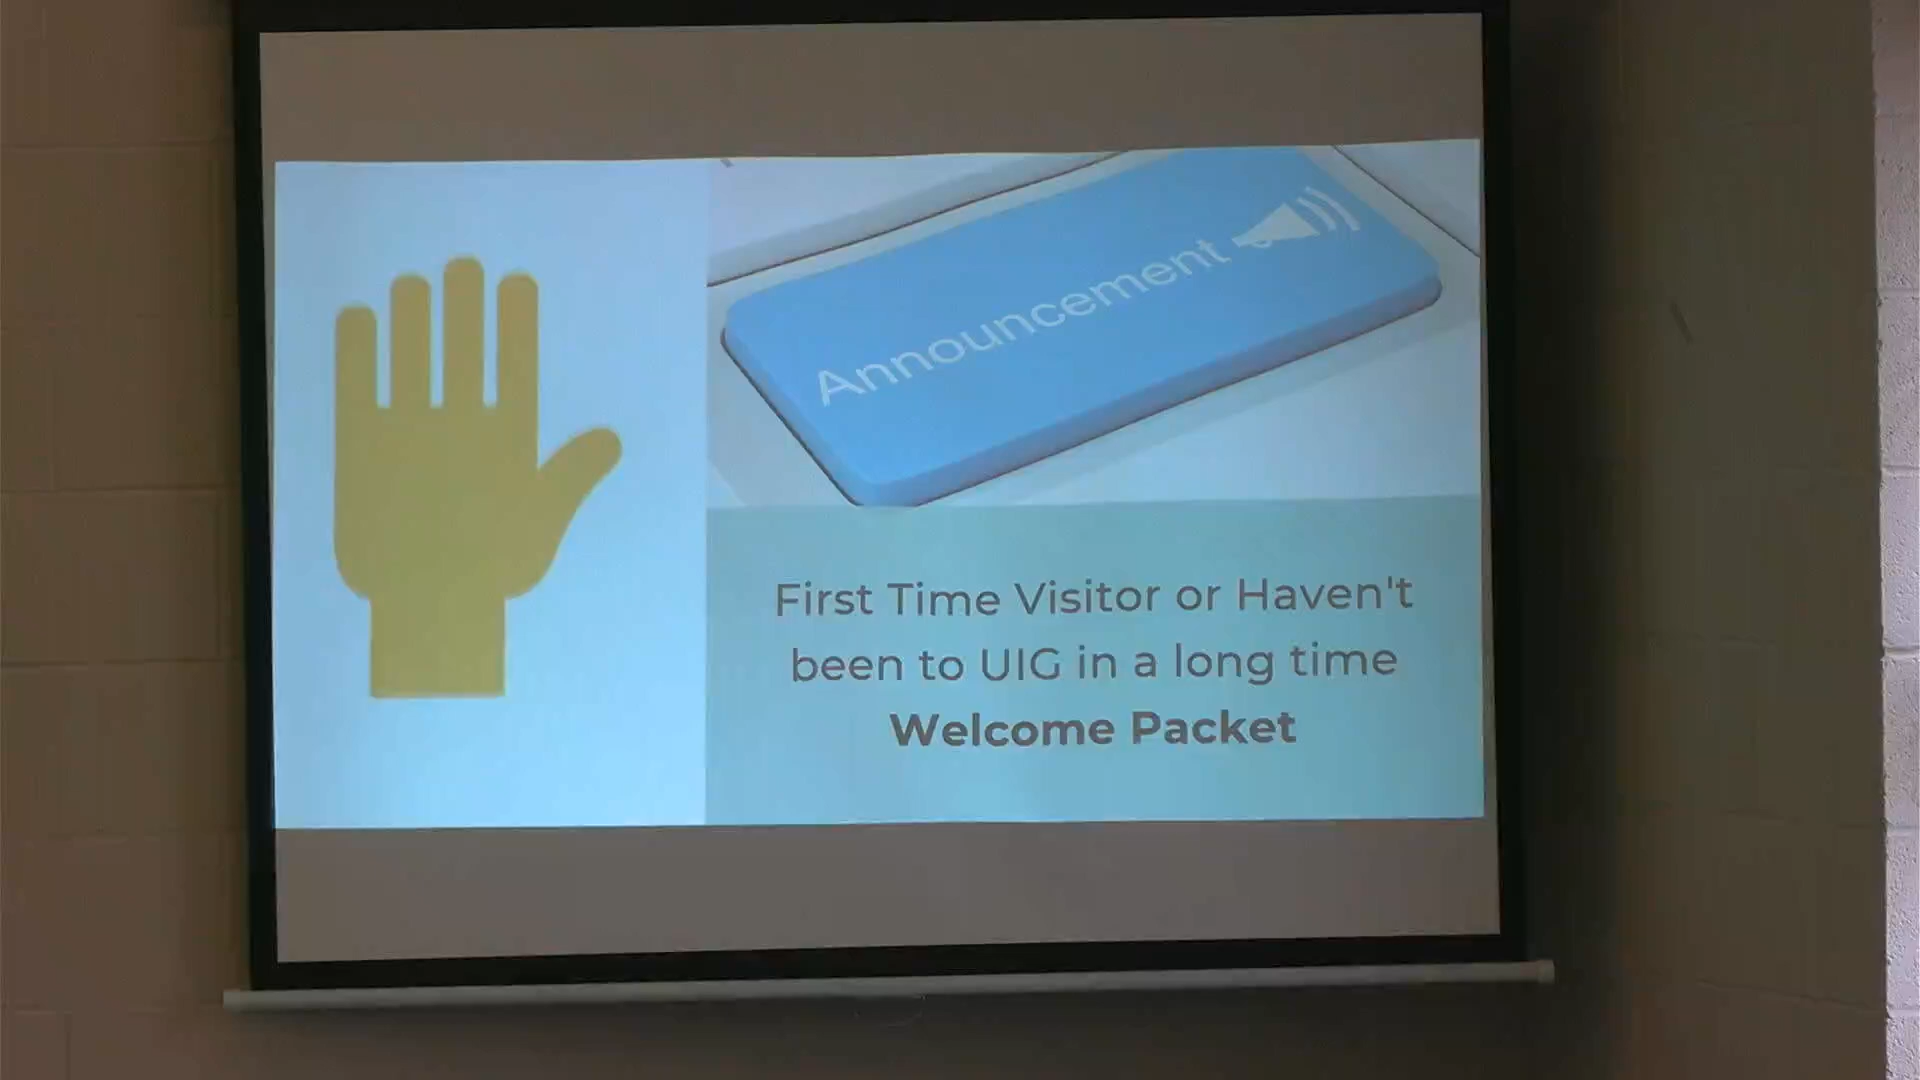 Announcement
First Time Visitor or Haven't
been to UIG in a long time
Welcome Packet